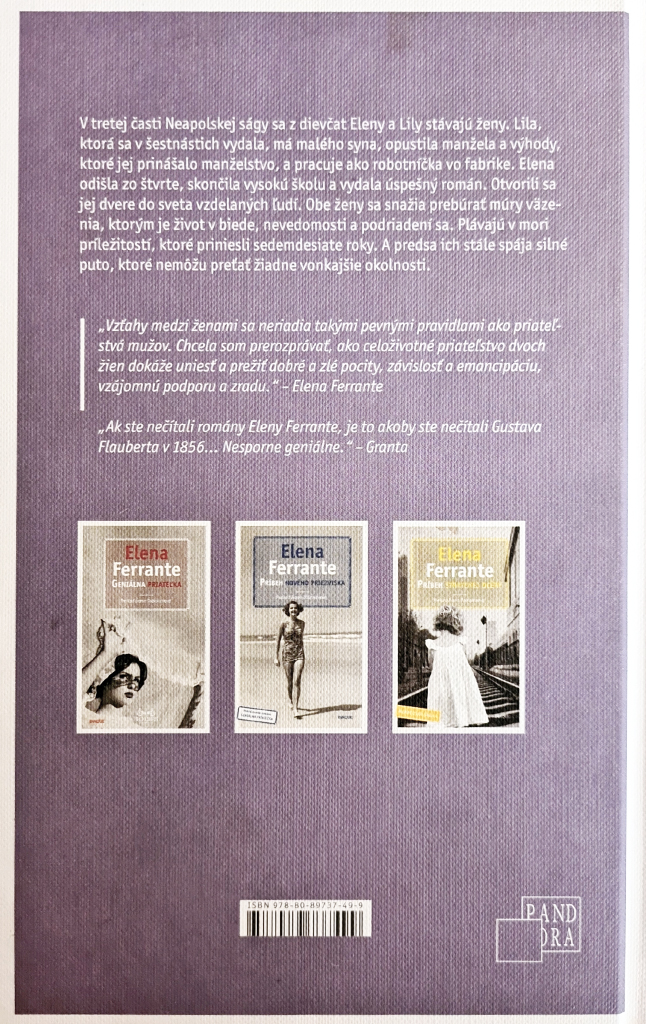 V tretej časti Neapolskej ságy sa z dievčat Eleny a Lily stávajú ženy. Lila,
ktorá sa v šestnástich vydala, má malého syna, opustila manžela a výhody,
ktoré jej prinášalo manželstvo, a pracuje ako robotníčka vo fabrike. Elena
odišla zo štvrte, skončila vysokú školu a vydala úspešný román. Otvorili sa
jej dvere do sveta vzdelaných ľudí. Obe ženy sa snažia prebúrať múry väze-
nia, ktorým je život v biede, nevedomosti a podriadení sa. Plávajú v mori
príležitostí, ktoré priniesli sedemdesiate roky. A predsa ich stále spája silné
puto, ktoré nemôžu preťať žiadne vonkajšie okolnosti.
„Vzťahy medzi ženami sa neriadia takými pevnými pravidlami ako priateľ-
stvá mužov. Chcela som prerozprávať, ako celoživotné priateľstvo dvoch
žien dokáže uniesť a prežiť dobré a zlé pocity, závislosť a emancipáciu,
vzájomnú podporu a zradu.“ – Elena Ferrante
„Ak ste nečítali romány Eleny Ferrante, je to akoby ste nečítali Gustava
Flauberta v 1856... Nesporne geniálne.“ – Granta
Elena
Ferrante
GENIÁLNA PRIATEĽKA
Elena
Ferrante
PRÍBEH NOVÉHO PRIEZVISKA
Elena
Ferrante
PRÍBEH
ISBN 978-80-89737-49-9
PAND
ORA